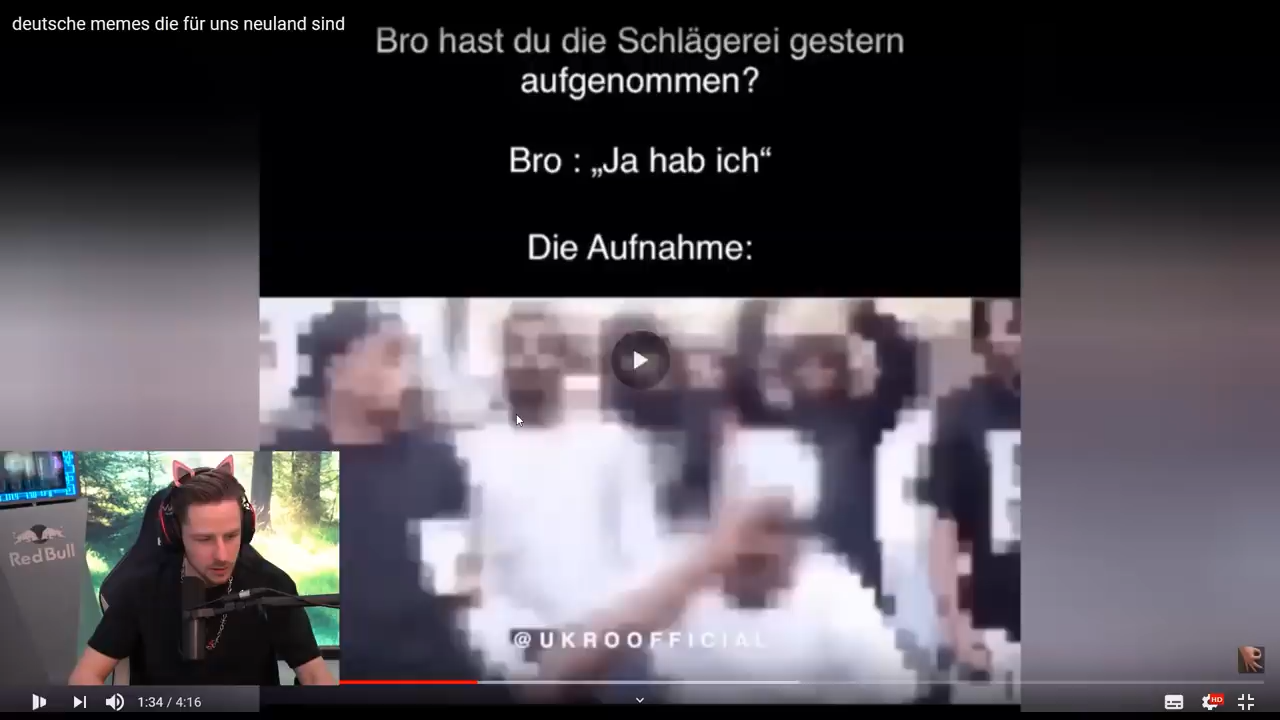 deutsche memes die für uns neuland sind
Bro hast du die Schlägerei gestern
aufgenommen?
Bro : „Ja hab ich“
Die Aufnahme:
RedBull
@UKROOFFICIAL
1:34 / 4:16
HD